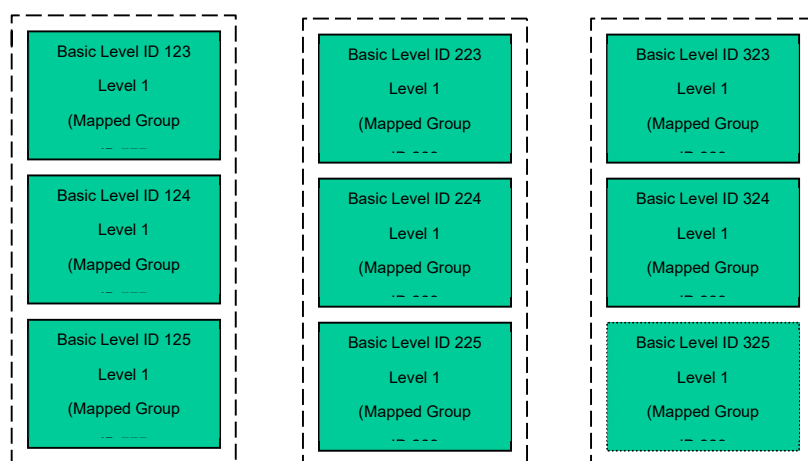 Basic Level ID 123
Level 1
(Mapped Group
Basic Level ID 124
Level 1
(Mapped Group
Basic Level ID 125
Level 1
(Mapped Group
Basic Level ID 223
Level 1
(Mapped Group
Basic Level ID 224
Level 1
(Mapped Group
Basic Level ID 225
Level 1
(Mapped Group
Basic Level ID 323
Level 1
(Mapped Group
Basic Level ID 324
Level 1
(Mapped Group
Basic Level ID 325
Level 1
(Mapped Group